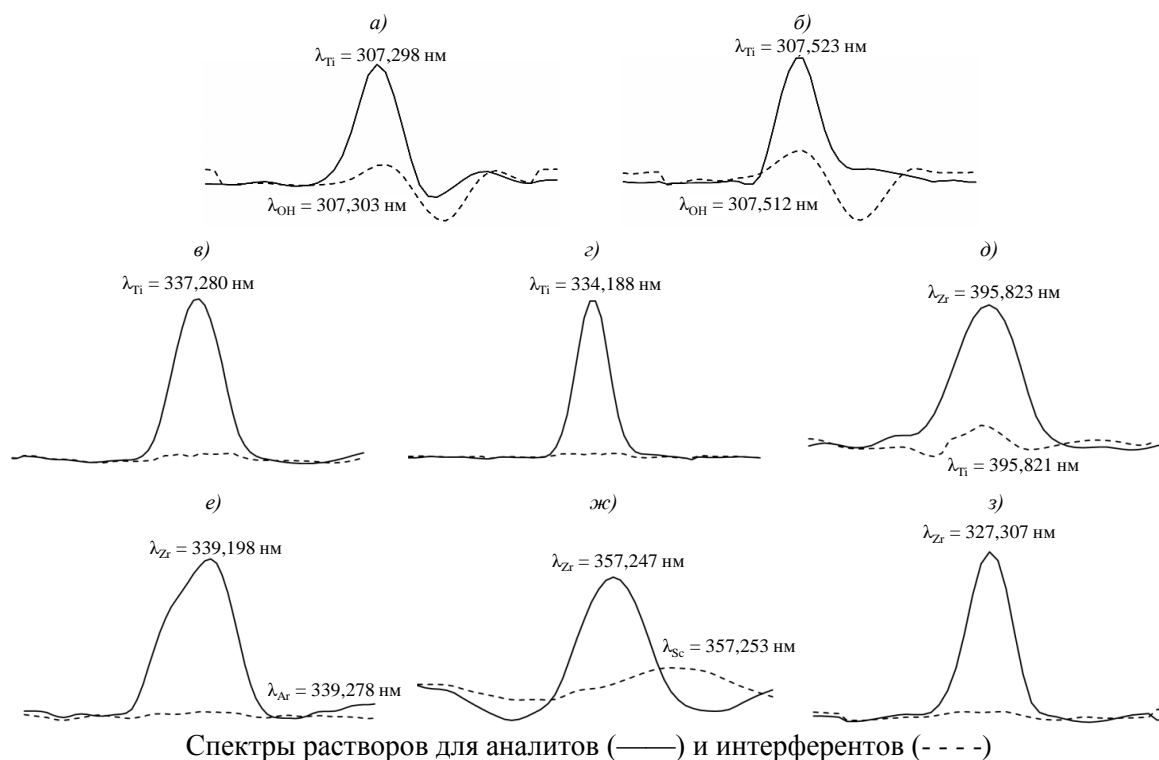 а)
б)
λTi = 307,298 нм
λTi = 307,523 нм
λOH = 307,303 нм
λOH = 307,512 нм
в)
г)
д)
λTi = 337,280 нм
λTi = 334,188 нм
λZr = 395,823 нм
λTi = 395,821 нм
е)
ж)
з)
λZr = 339,198 нм
λZr = 357,247 нм
λZr = 327,307 нм
λSc = 357,253 нм
λAr = 339,278 нм
Спектры растворов для аналитов (——) и интерферентов (- - - -)